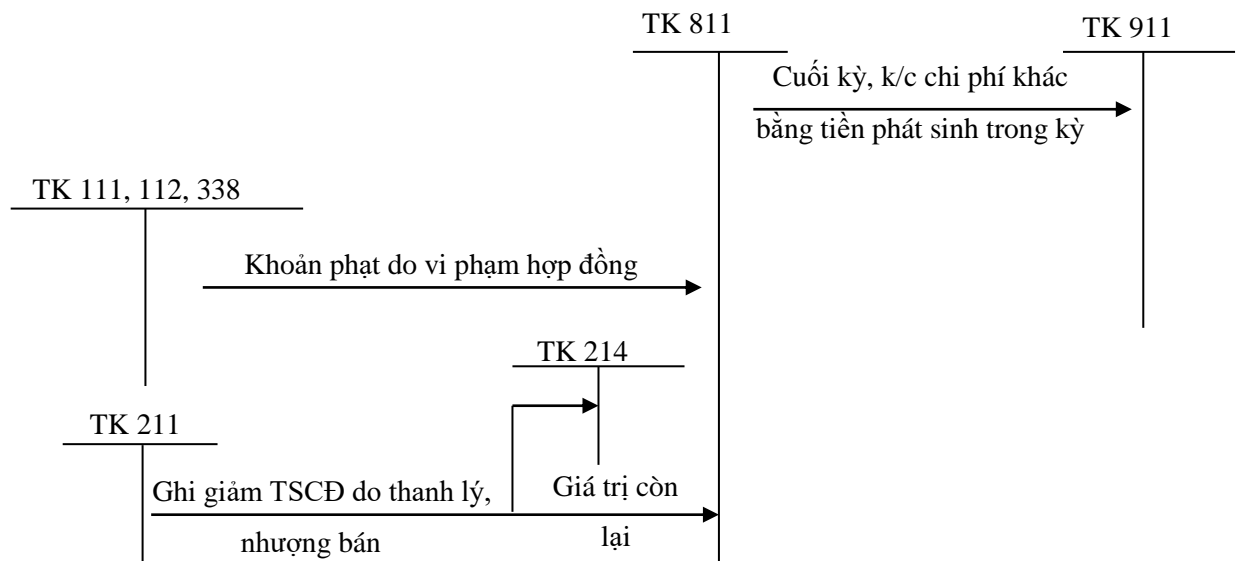 TK 811
TK 911
Cuối kỳ, k/c chi phí khác
bằng tiền phát sinh trong kỳ
TK 111, 112, 338
Khoản phạt do vi phạm hợp đồng
TK 214
TK 211
Ghi giảm TSCĐ do thanh lý,
nhượng bán
Giá trị còn
lại